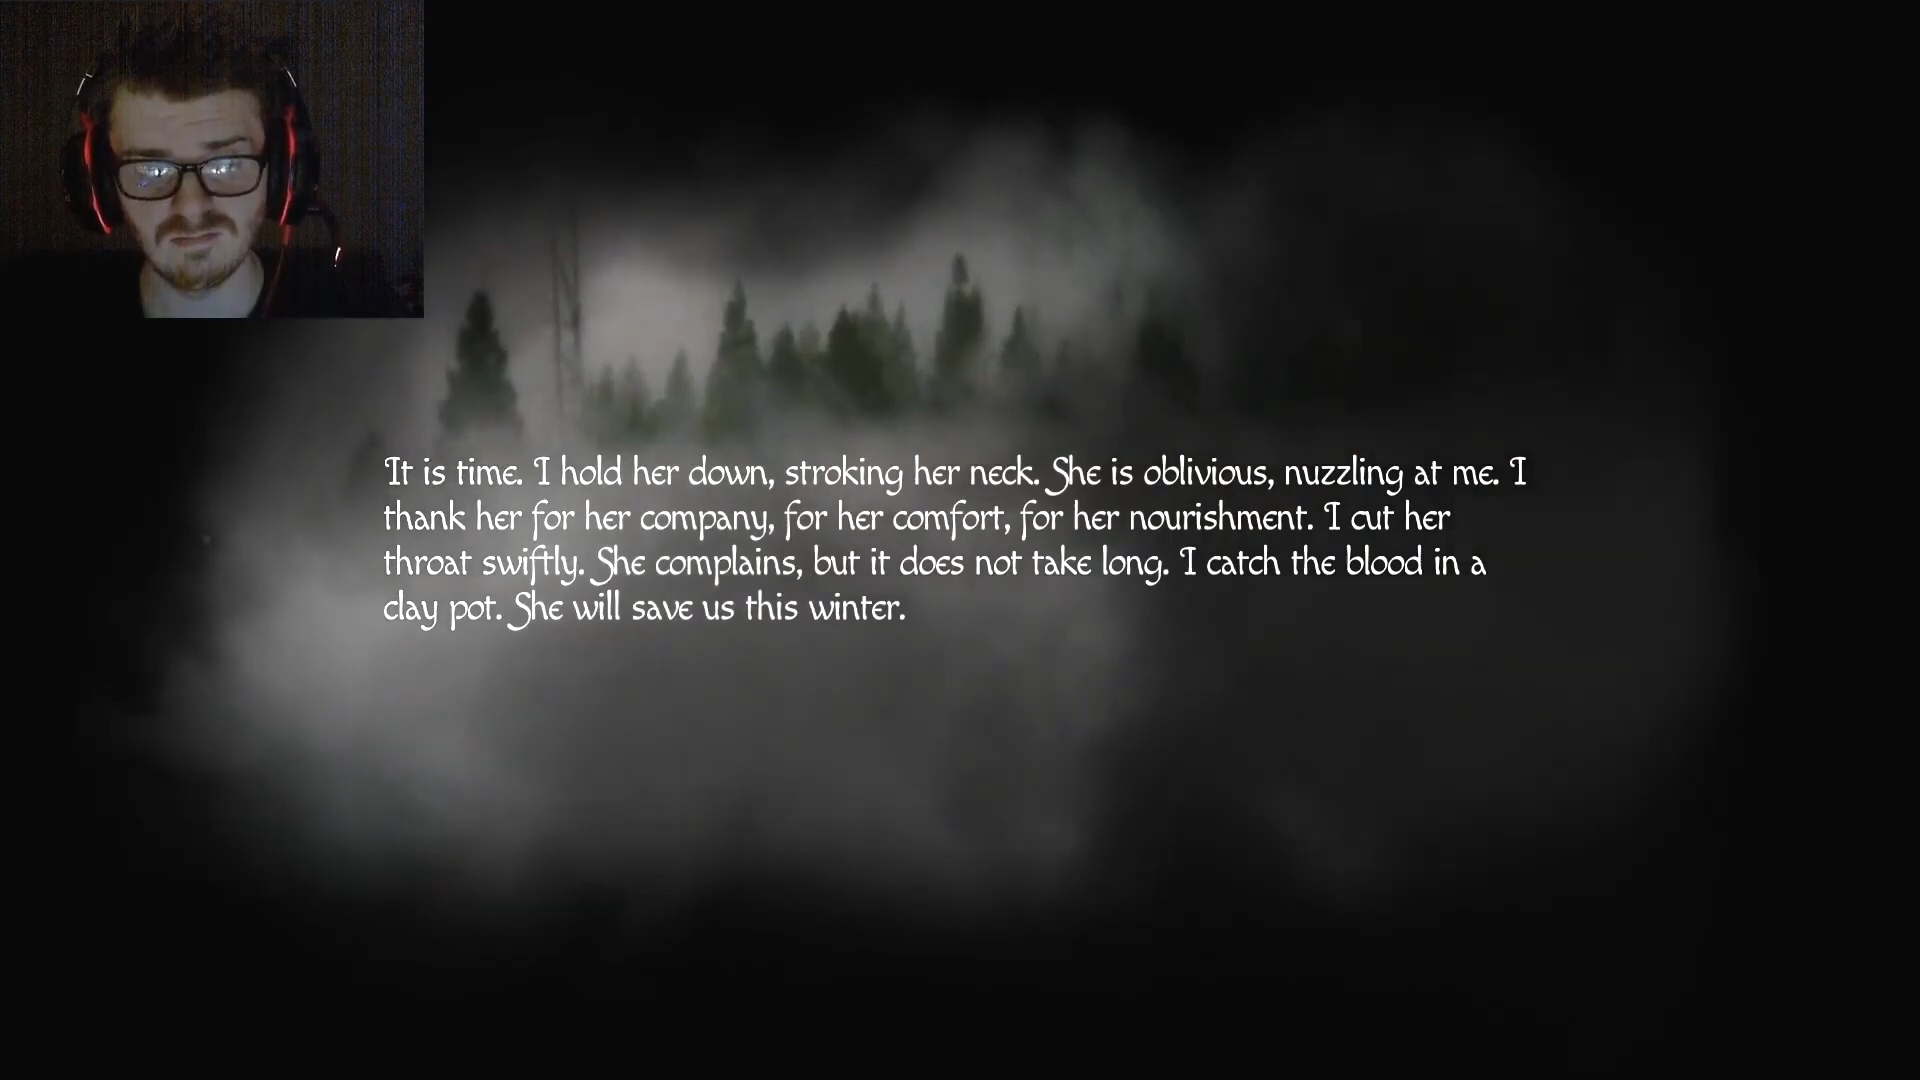 It is time. I hold her down, stroking her neck. She is oblivious, nuzzling at me. I
thank her for her company, for her comfort, for her nourishment. I cut her
throat swiftly. She complains, but it does not take long. I catch the blood in a
clay pot. She will save us this winter.